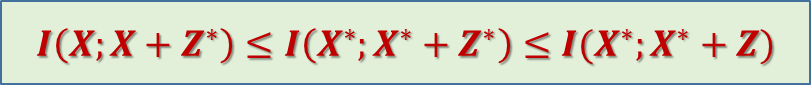 I(X; X + Z*) ≤ I(X*; X* + Z*) ≤ I(X*; X* + Z)